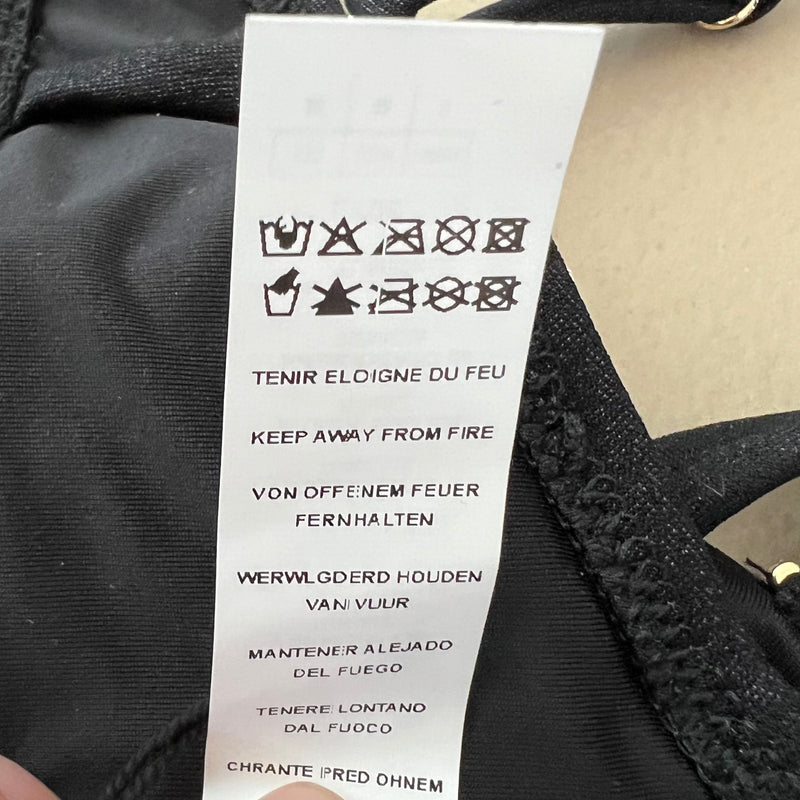 TENIR ELOIGNE DU FEU
KEEP AWAY FROM FIRE
VON OFFENEM FEUER
FERNHALTEN
WERWLGDERD HOUDEN
VAN VUUR
MANTENER ALEJADO
DEL FUEGO
TENERE LONTANO
DAL FUOCO
CHRANTE PRED OHNEM